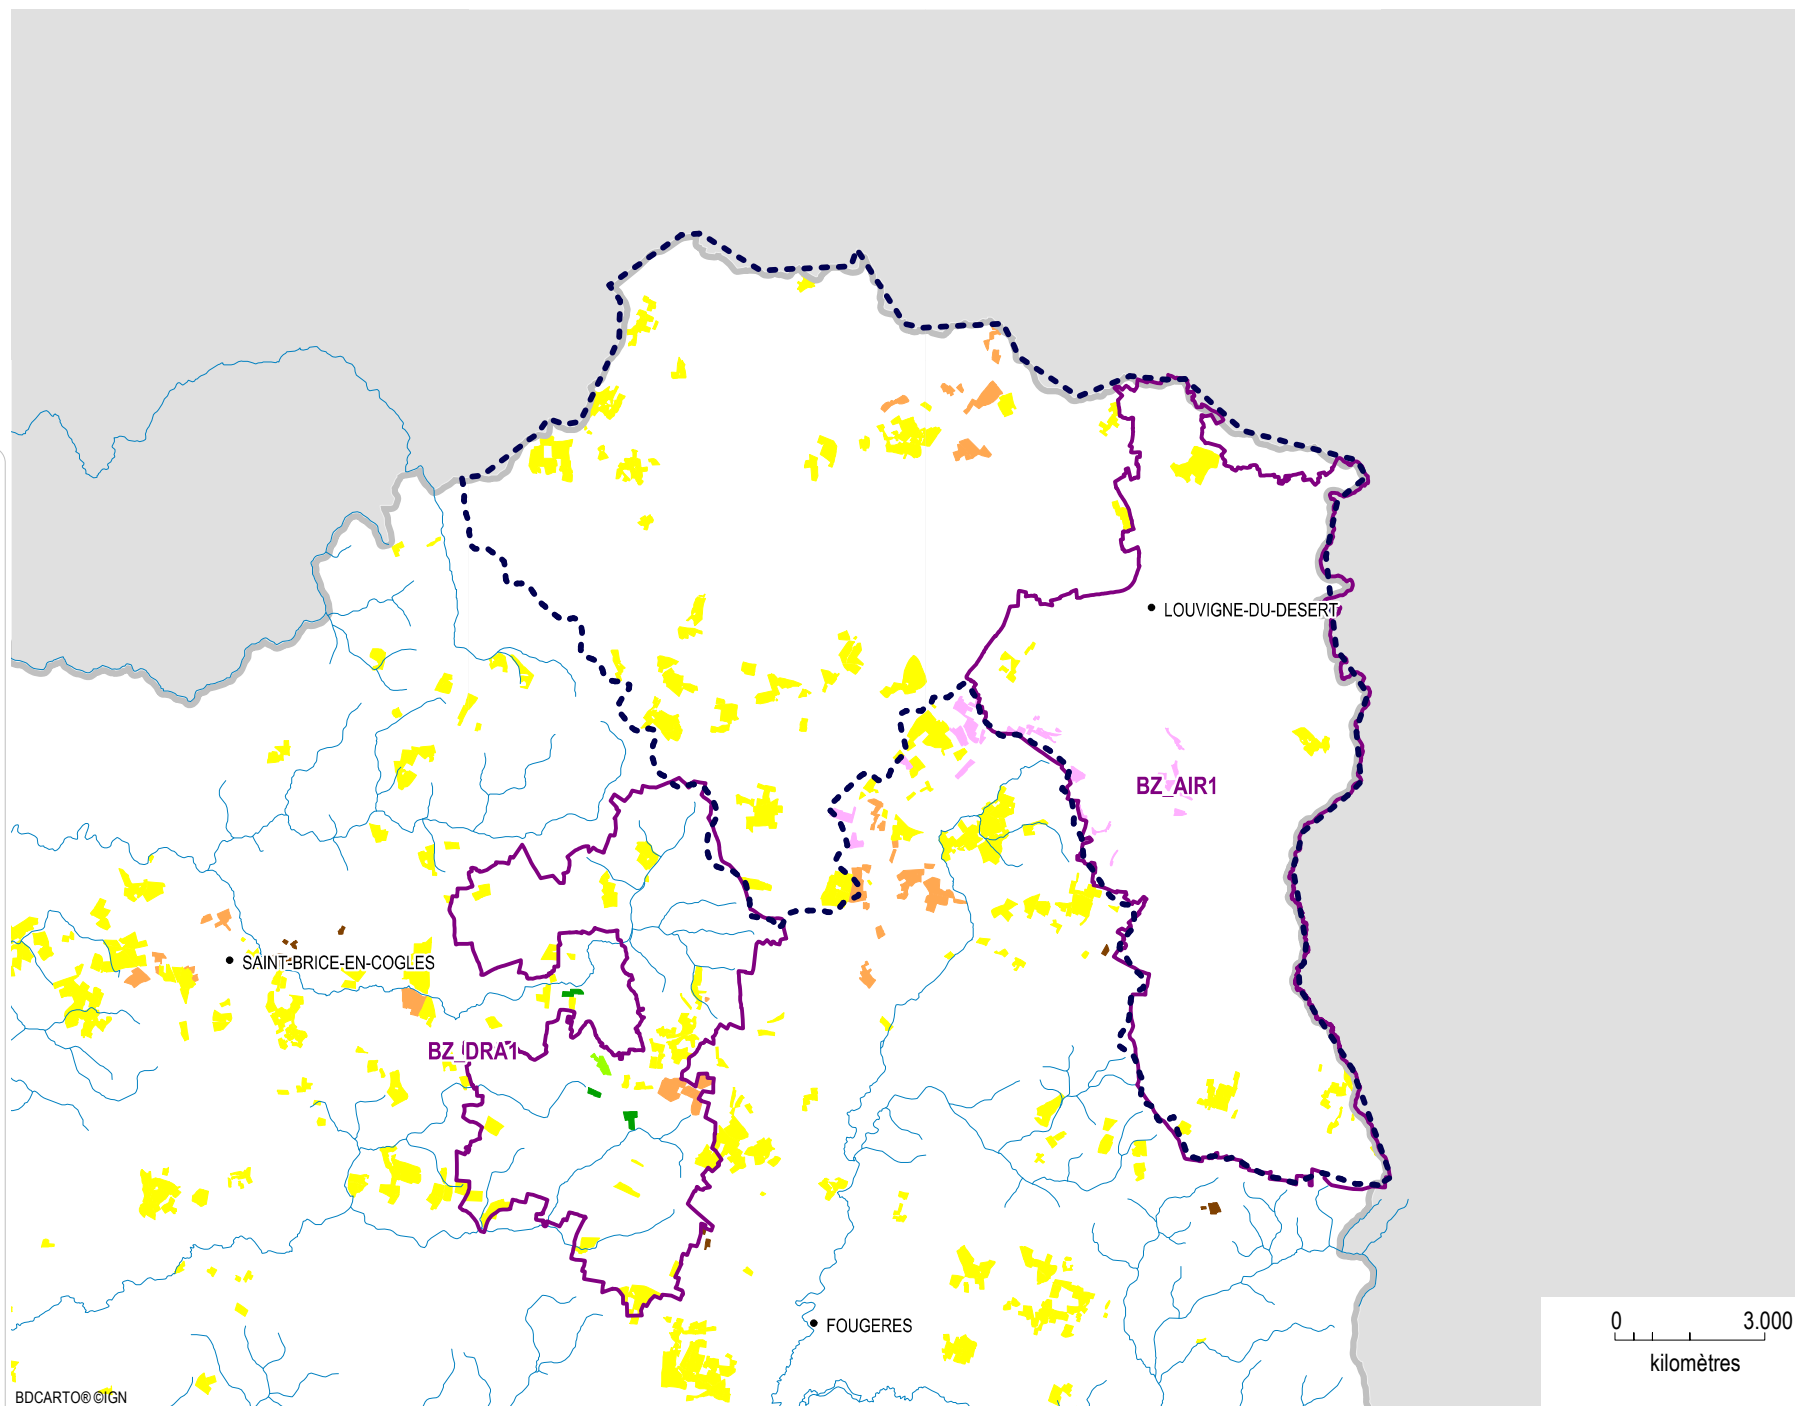 LOUVIGNE-DU-DESERT
BZ_AIR1
SAINT-BRICE-EN-COGLES
BZ_DRA1
FOUGERES
0 3.000
kilomètres
BDCARTO® ©IGN